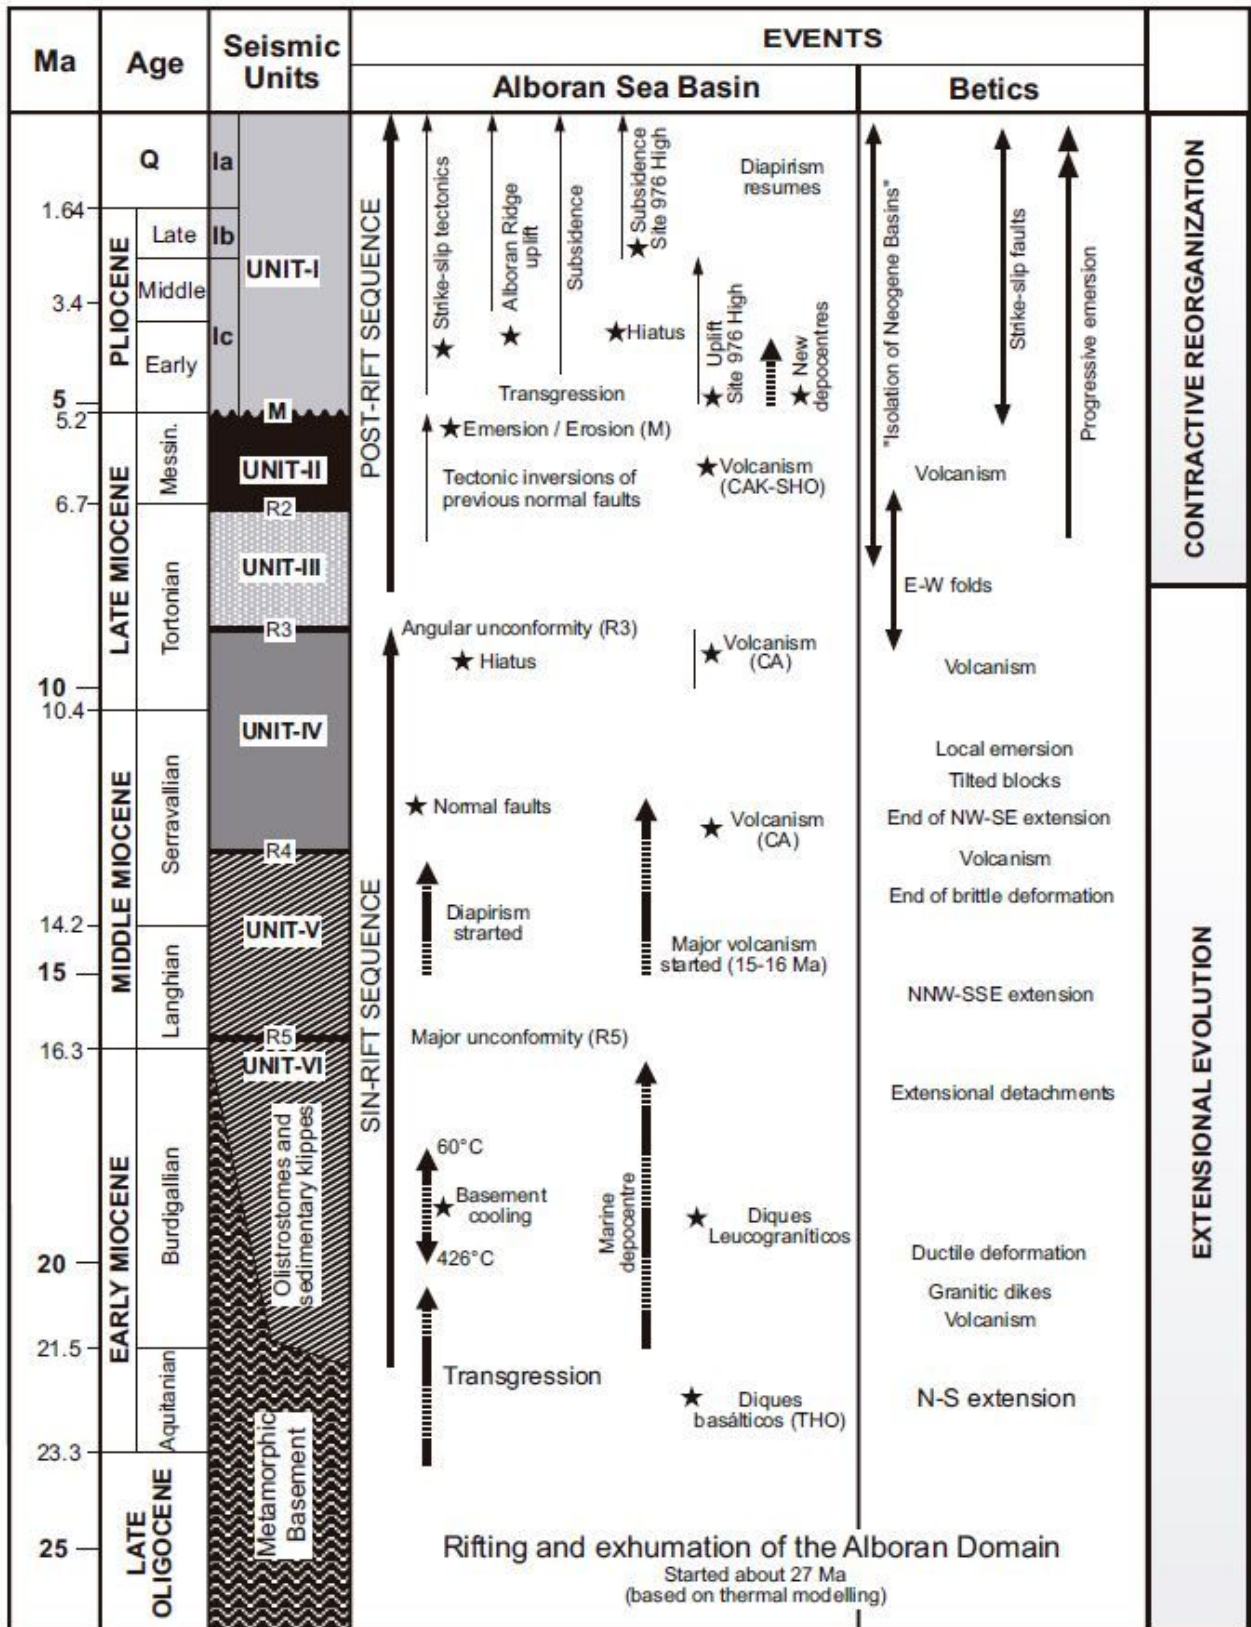 EVENTS
Ma
Age
Seismic
Units
Alboran Sea Basin
Betics
Q
1.64
PLIOCENE
Late
Middle
3.4
Early
5
5.2
LATE MIOCENE
Messin.
6.7
Tortonian
10
10.4
MIDDLE MIOCENE
Serravallian
14.2
Langhian
15
16.3
EARLY MIOCENE
Burdigallian
20
21.5
Aquitanian
23.3
LATE
OLIGOCENE
25
Ia
Ib
Ic
UNIT-I
M
UNIT-II
R2
UNIT-III
R3
UNIT-IV
R4
UNIT-V
R5
UNIT-VI
Olistrostomes and
sedimentary klippes
Metamorphic
Basement
POST-RIFT SEQUENCE
SIN-RIFT SEQUENCE
★ Strike-slip tectonics
★ Alboran Ridge
uplift
Subsidence
★ Subsidence
Site 976 High
Diapirism
resumes
★ Hiatus
★ Uplift
Site 976 High
★ New
depocentres
Transgression
★ Emersion / Erosion (M)
Tectonic inversions of
previous normal faults
★ Volcanism
(CAK-SHO)
Angular unconformity (R3)
★ Hiatus
★ Volcanism
(CA)
★ Normal faults
★ Volcanism
(CA)
Diapirism
strarted
Major volcanism
started (15-16 Ma)
Major unconformity (R5)
60°C
★ Basement
cooling
426°C
Marine
depocentre
★ Diques
Leucograníticos
Transgression
★ Diques
basálticos (THO)
Rifting and exhumation of the Alboran Domain
Started about 27 Ma
(based on thermal modelling)
"Isolation of Neogene Basins"
Strike-slip faults
Progressive emersion
Volcanism
E-W folds
Volcanism
Local emersion
Tilted blocks
End of NW-SE extension
Volcanism
End of brittle deformation
NNW-SSE extension
Extensional detachments
Ductile deformation
Granitic dikes
Volcanism
N-S extension
CONTRACTIVE REORGANIZATION
EXTENSIONAL EVOLUTION